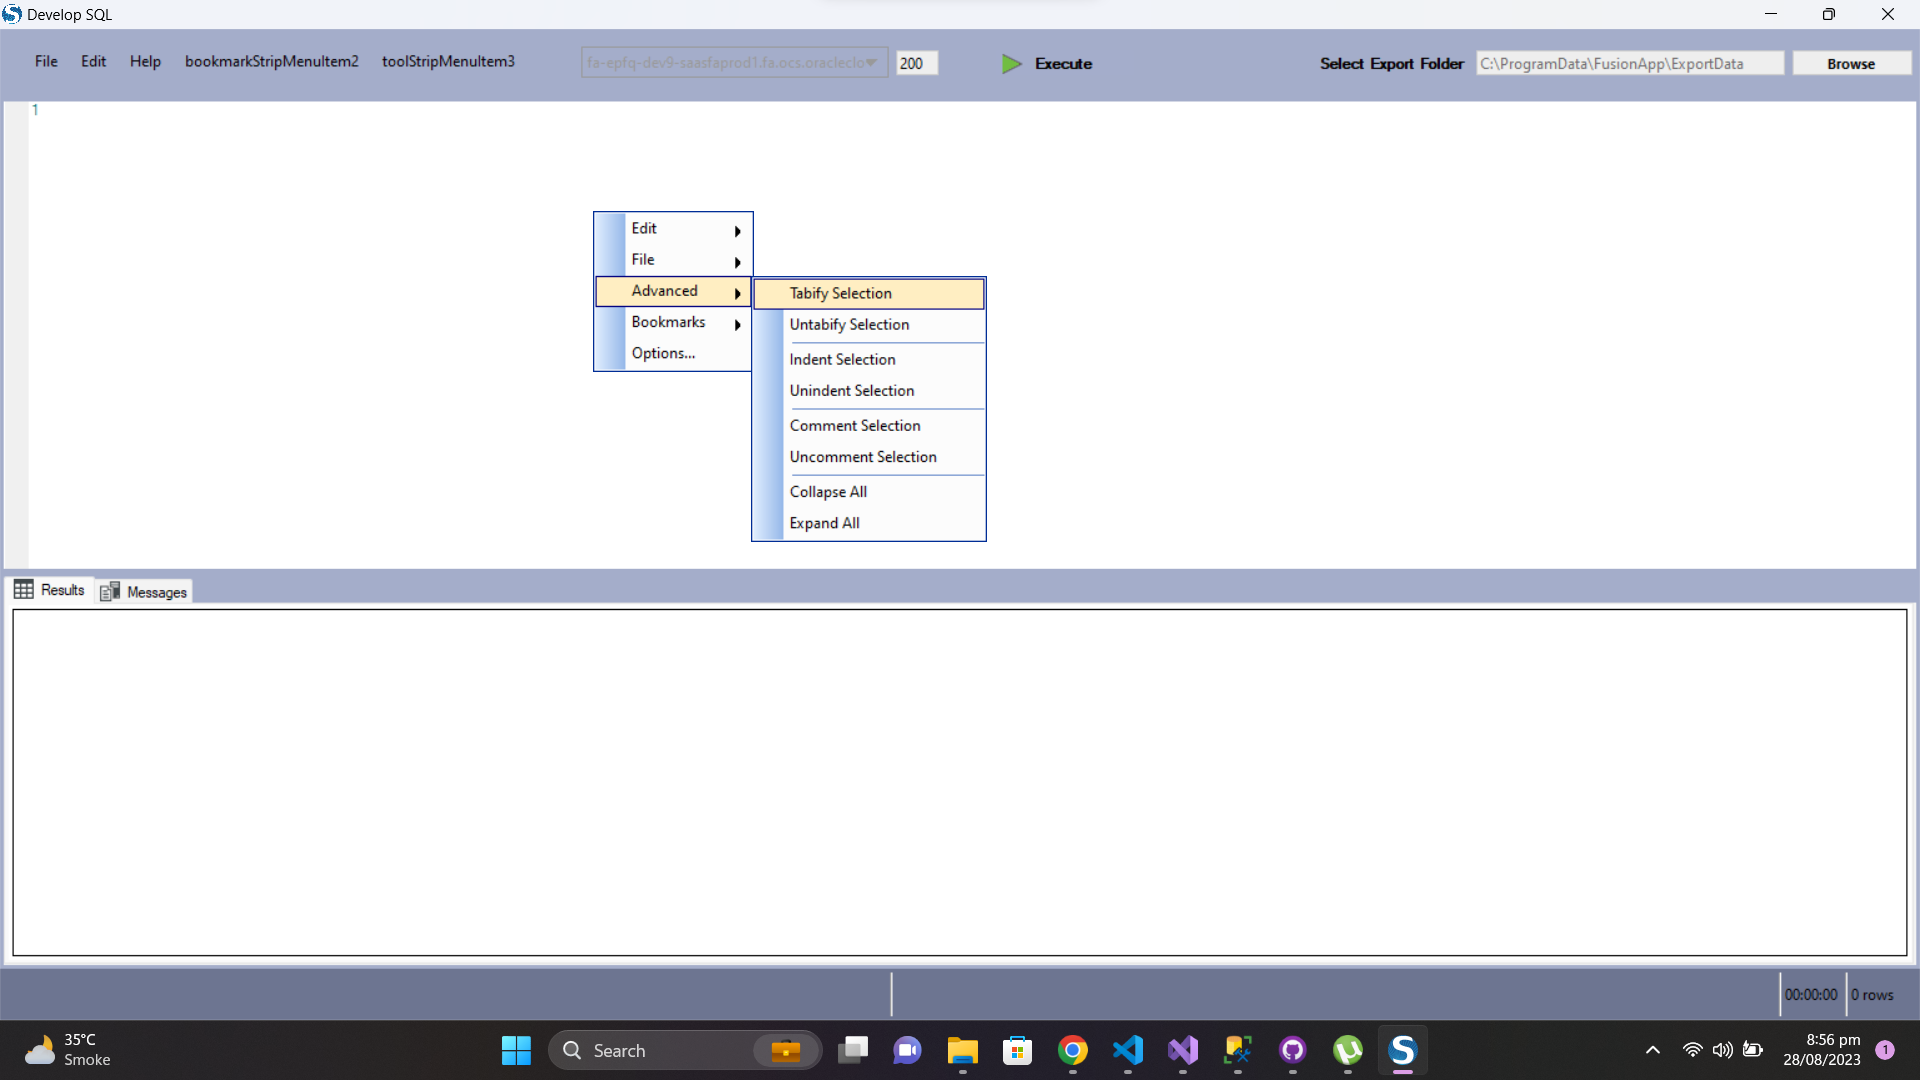 Develop SQL
File Edit Help bookmarkStripMenuItem2 toolStripMenuItem3 fa-epfq-dev9-saasfaprod1.fa.ocs.oracleclo 200 Execute Select Export Folder C:\ProgramData\FusionApp\ExportData Browse
1
Edit
File
Advanced
Bookmarks
Options...
Tabify Selection
Untabify Selection
Indent Selection
Unindent Selection
Comment Selection
Uncomment Selection
Collapse All
Expand All
Results Messages
00:00:00 0 rows
35°C
Smoke
Search
8:56 pm
28/08/2023
1